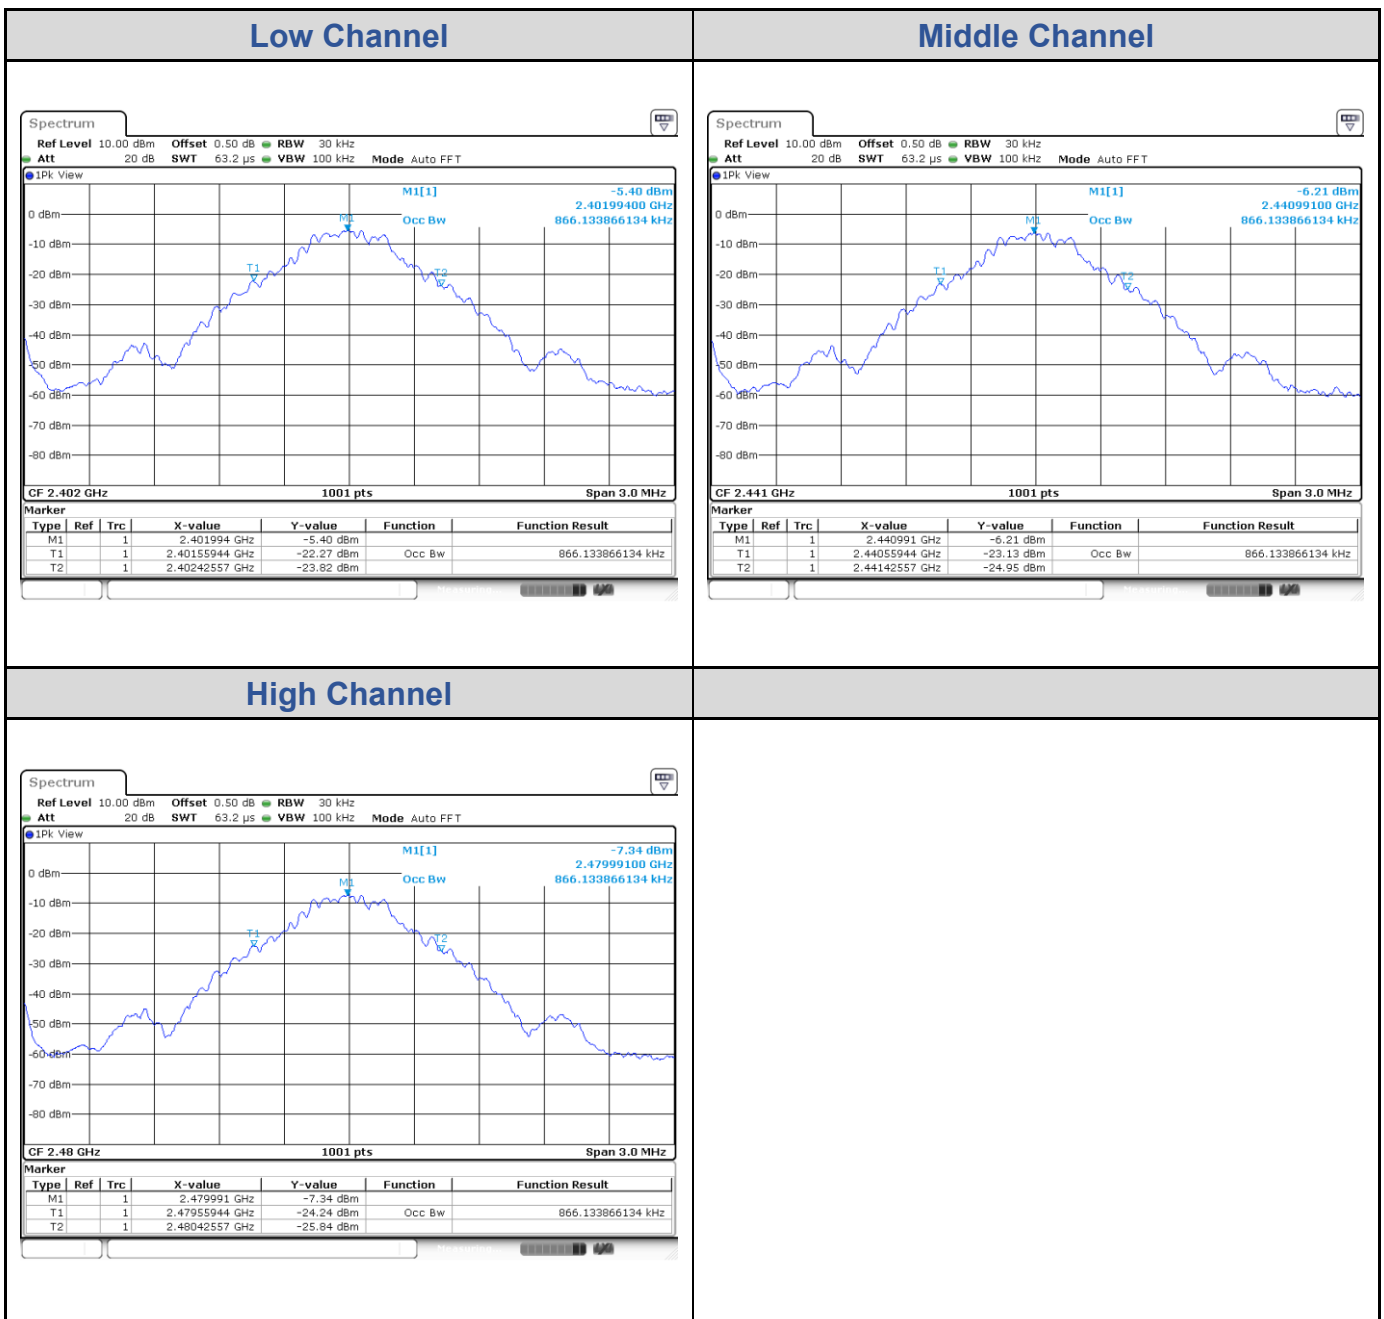 Low Channel
Middle Channel
Spectrum
Ref Level 10.00 dBm Offset 0.50 dB RBW 30 kHz
Att 20 dB SWT 63.2 µs VBW 100 kHz Mode Auto FFT
1Pk View
M1[1] -5.40 dBm
2.40199400 GHz
Occ Bw 866.133866134 kHz
M1
T1
T2
0 dBm
-10 dBm
-20 dBm
-30 dBm
-40 dBm
-50 dBm
-60 dBm
-70 dBm
-80 dBm
CF 2.402 GHz 1001 pts Span 3.0 MHz
Marker
Type Ref Trc X-value Y-value Function Function Result
M1 1 2.401994 GHz -5.40 dBm
T1 1 2.40155944 GHz -22.27 dBm Occ Bw 866.133866134 kHz
T2 1 2.40242557 GHz -23.82 dBm
Measuring...
Spectrum
Ref Level 10.00 dBm Offset 0.50 dB RBW 30 kHz
Att 20 dB SWT 63.2 µs VBW 100 kHz Mode Auto FFT
1Pk View
M1[1] -6.21 dBm
2.44099100 GHz
Occ Bw 866.133866134 kHz
M1
T1
T2
0 dBm
-10 dBm
-20 dBm
-30 dBm
-40 dBm
-50 dBm
-60 dBm
-70 dBm
-80 dBm
CF 2.441 GHz 1001 pts Span 3.0 MHz
Marker
Type Ref Trc X-value Y-value Function Function Result
M1 1 2.440991 GHz -6.21 dBm
T1 1 2.44055944 GHz -23.13 dBm Occ Bw 866.133866134 kHz
T2 1 2.44142557 GHz -24.95 dBm
Measuring...
High Channel
Spectrum
Ref Level 10.00 dBm Offset 0.50 dB RBW 30 kHz
Att 20 dB SWT 63.2 µs VBW 100 kHz Mode Auto FFT
1Pk View
M1[1] -7.34 dBm
2.47999100 GHz
Occ Bw 866.133866134 kHz
M1
T1
T2
0 dBm
-10 dBm
-20 dBm
-30 dBm
-40 dBm
-50 dBm
-60 dBm
-70 dBm
-80 dBm
CF 2.48 GHz 1001 pts Span 3.0 MHz
Marker
Type Ref Trc X-value Y-value Function Function Result
M1 1 2.479991 GHz -7.34 dBm
T1 1 2.47955944 GHz -24.24 dBm Occ Bw 866.133866134 kHz
T2 1 2.48042557 GHz -25.84 dBm
Measuring...